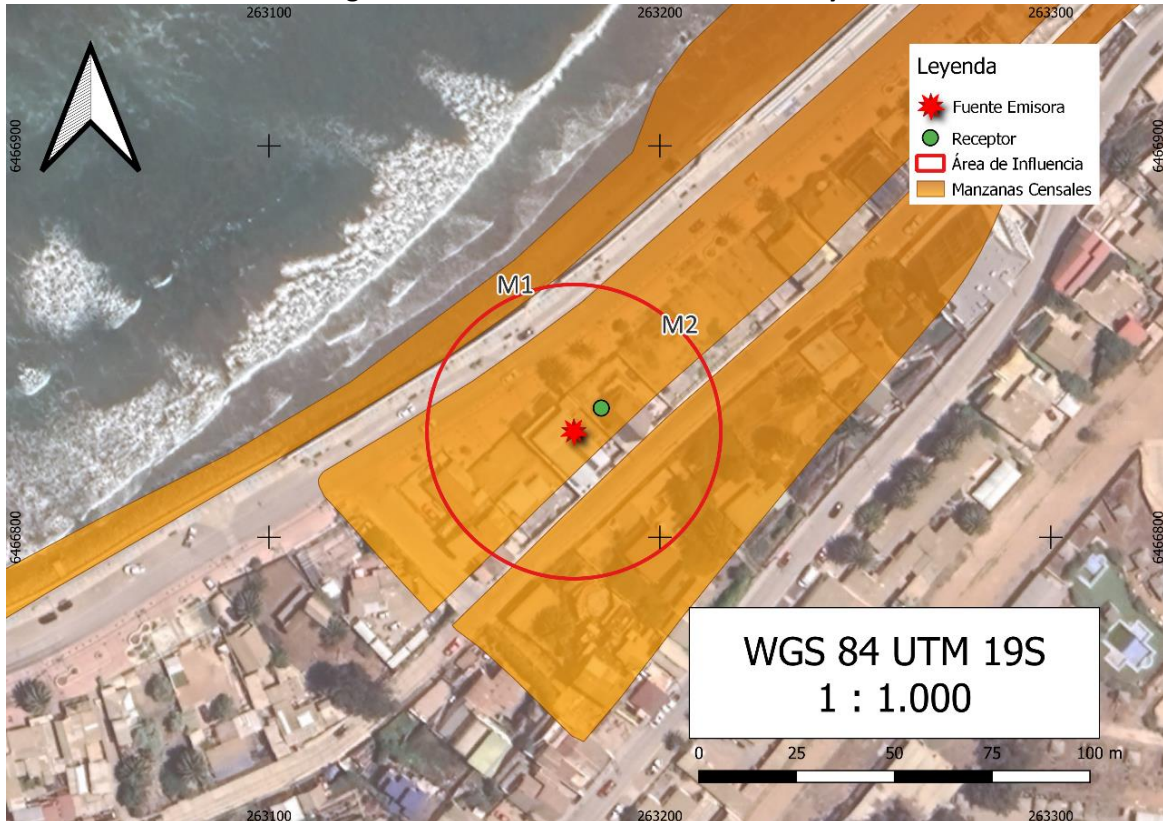 263100
263200
263300
Leyenda
Fuente Emisora
Receptor
Área de Influencia
Manzanas Censales
6466900
6466900
M1
M2
6466800
6466800
WGS 84 UTM 19S
1 : 1.000
0 25 50 75 100 m
263100
263200
263300